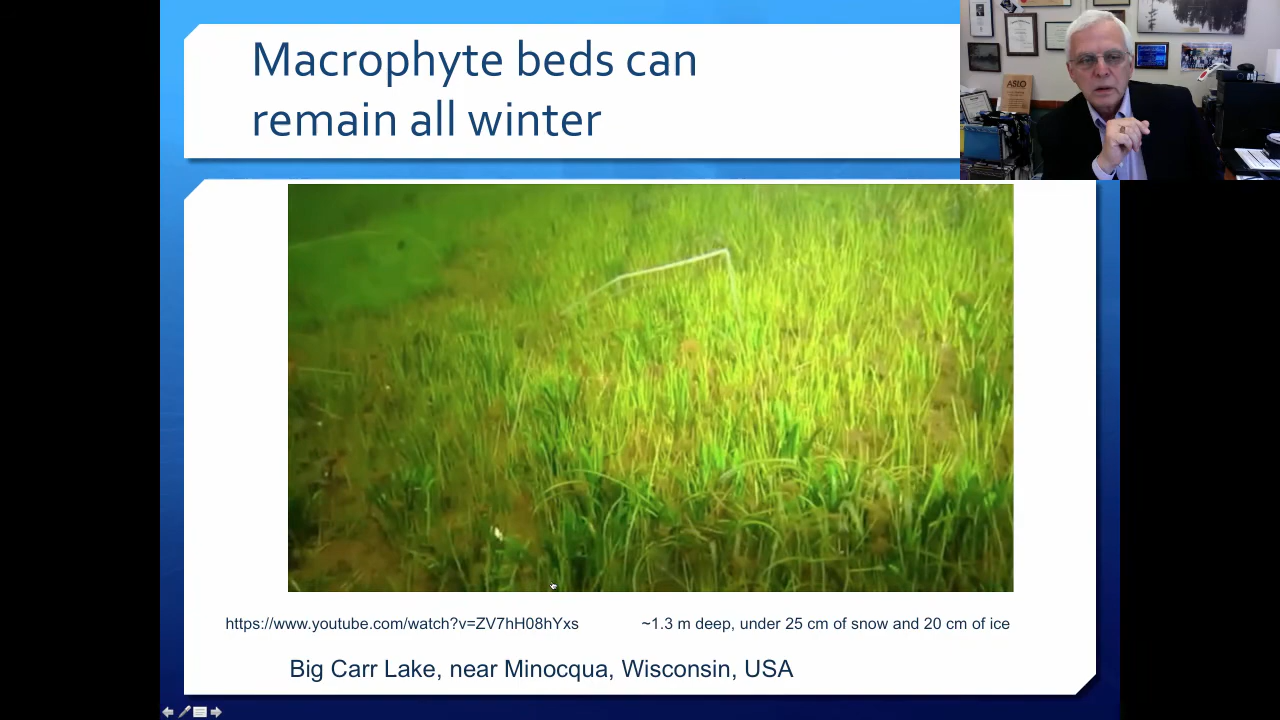 Macrophyte beds can
remain all winter
ASLO
https://www.youtube.com/watch?v=ZV7hH08hYxs
~1.3 m deep, under 25 cm of snow and 20 cm of ice
Big Carr Lake, near Minocqua, Wisconsin, USA